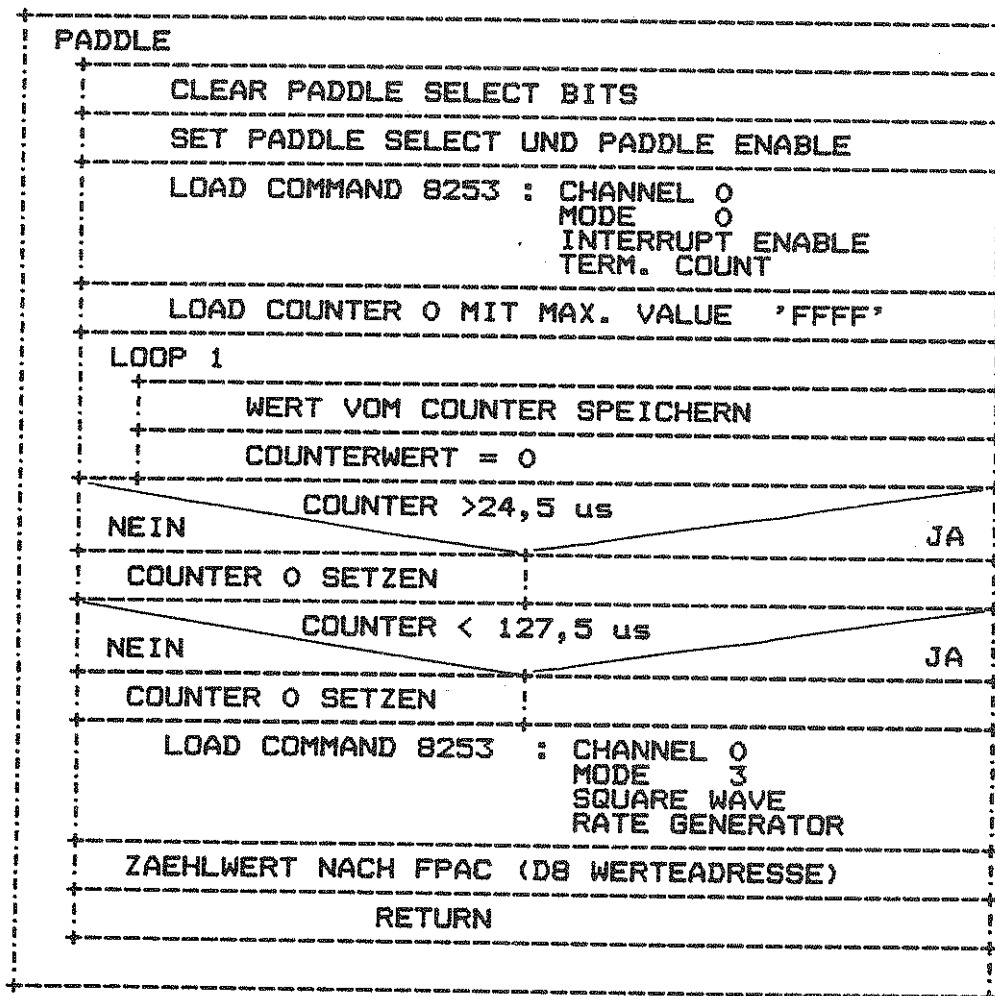 PADDLE
CLEAR PADDLE SELECT BITS
SET PADDLE SELECT UND PADDLE ENABLE
LOAD COMMAND 8253 : CHANNEL 0
MODE 0
INTERRUPT ENABLE
TERM. COUNT
LOAD COUNTER 0 MIT MAX. VALUE 'FFFF'
LOOP 1
WERT VOM COUNTER SPEICHERN
COUNTERWERT = 0
COUNTER >24,5 us
NEIN JA
COUNTER 0 SETZEN
COUNTER < 127,5 us
NEIN JA
COUNTER 0 SETZEN
LOAD COMMAND 8253 : CHANNEL 0
MODE 3
SQUARE WAVE
RATE GENERATOR
ZAEHLWERT NACH FPAC (D8 WERTEADRESSE)
RETURN